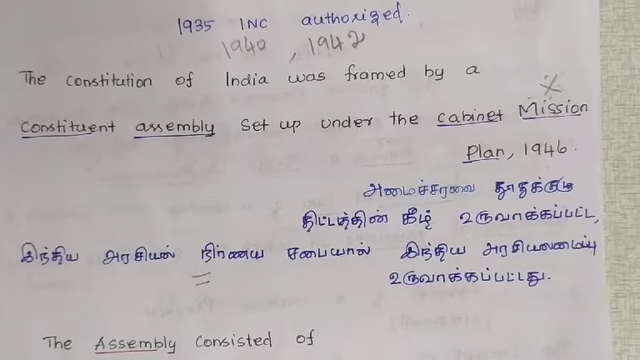 1935 INC authorized.
1940, 1942
The constitution of India was framed by a
constituent assembly set up under the cabinet Mission
Plan, 1946.
அமைச்சரவை தூதுக்குழு
திட்டத்தின் கீழ் உருவாக்கப்பட்ட,
இந்திய அரசியல் நிர்ணய சபையால் இந்திய அரசியலமைப்பு
உருவாக்கப்பட்டது.
The Assembly consisted of